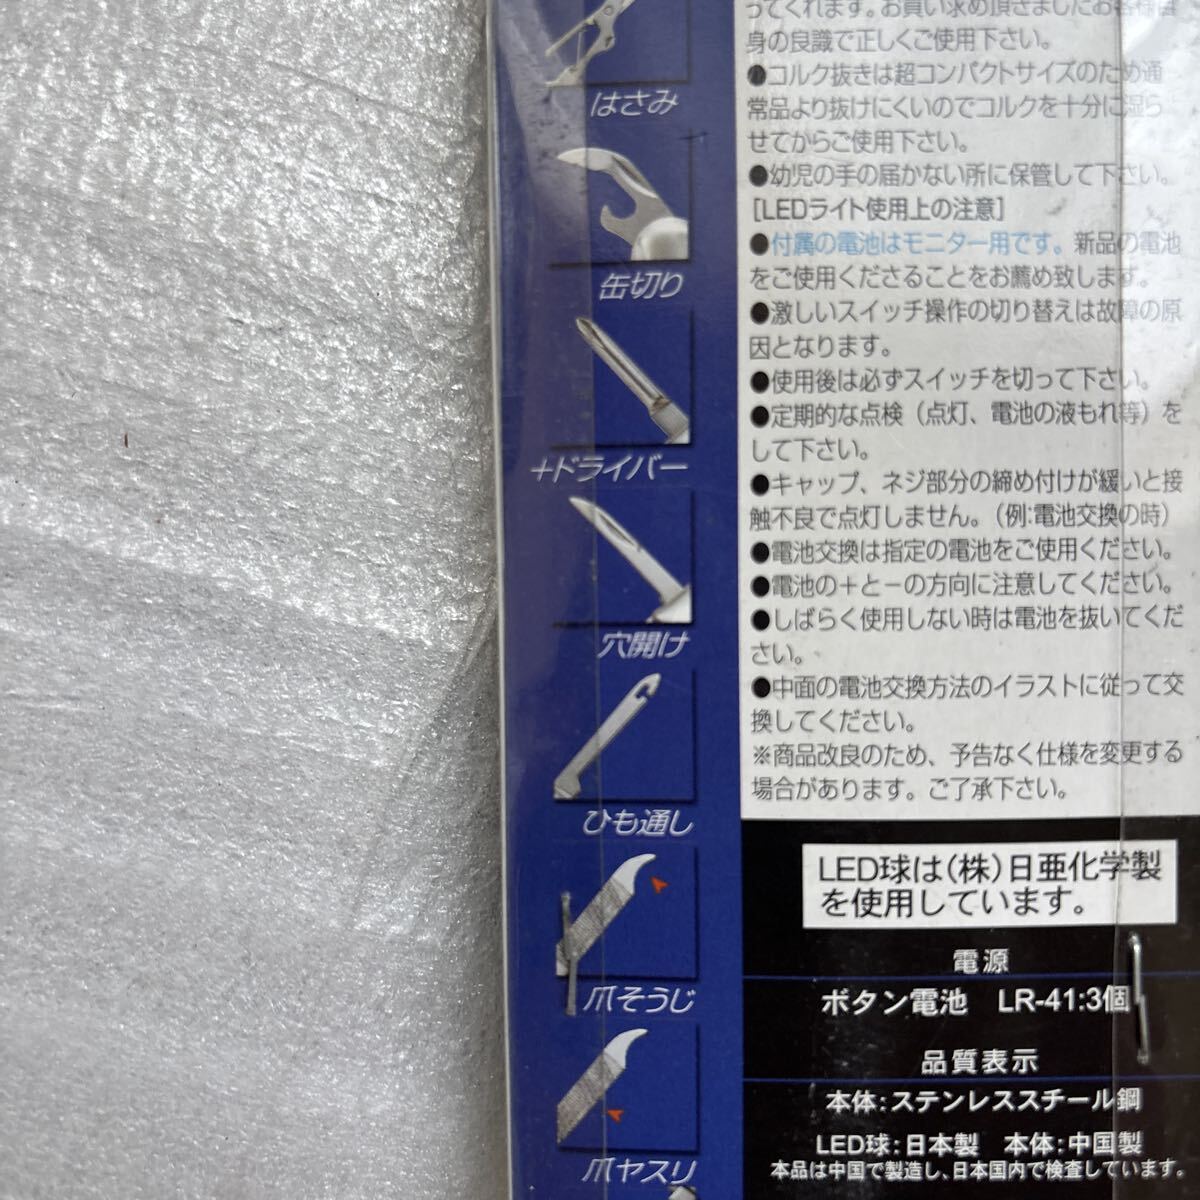 はさみ
缶切り
+ドライバー
穴開け
ひも通し
爪そうじ
爪ヤスリ
ってくれます。お買い求め頂きましたお客様自
身の良識で正しくご使用下さい。
●コルク抜きは超コンパクトサイズのため通
常品より抜けにくいのでコルクを十分に湿ら
せてからご使用下さい。
●幼児の手の届かない所に保管して下さい。
[LEDライト使用上の注意]
●付属の電池はモニター用です。新品の電池
をご使用くださることをお薦め致します。
●激しいスイッチ操作の切り替えは故障の原
因となります。
●使用後は必ずスイッチを切って下さい。
●定期的な点検(点灯、電池の液もれ等)を
して下さい。
●キャップ、ネジ部分の締め付けが緩いと接
触不良で点灯しません。(例:電池交換の時)
●電池交換は指定の電池をご使用ください。
●電池の+と-の方向に注意してください。
●しばらく使用しない時は電池を抜いてくだ
さい。
●中面の電池交換方法のイラストに従って交
換してください。
※商品改良のため、予告なく仕様を変更する
場合があります。ご了承下さい。
LED球は(株)日亜化学製
を使用しています。
電源
ボタン電池 LR-41:3個
品質表示
本体:ステンレススチール鋼
LED球:日本製 本体:中国製
本品は中国で製造し、日本国内で検査しています。